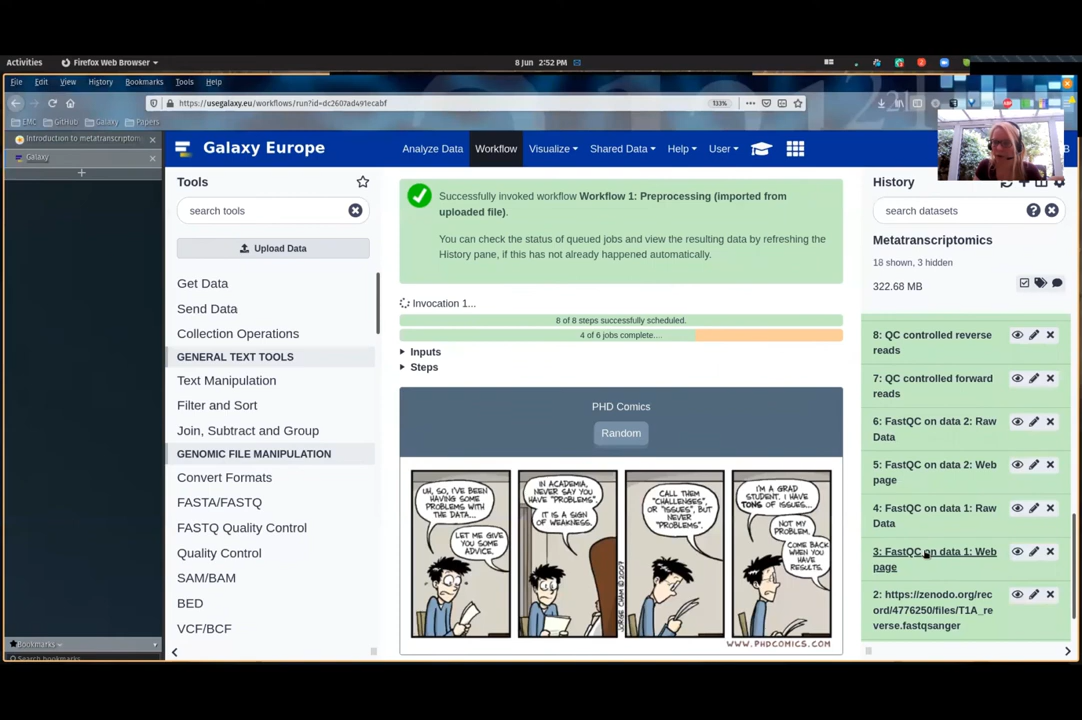 Activities
Firefox Web Browser
8 Jun 2:52 PM
File Edit View History Bookmarks Tools Help
https://usegalaxy.eu/workflows/run?id=dc2607ad491ecabf
133%
EMC GitHub Galaxy Papers
Introduction to metatranscriptom
Galaxy
Galaxy Europe
Analyze Data Workflow Visualize Shared Data Help User
Tools
search tools
Upload Data
Get Data
Send Data
Collection Operations
GENERAL TEXT TOOLS
Text Manipulation
Filter and Sort
Join, Subtract and Group
GENOMIC FILE MANIPULATION
Convert Formats
FASTA/FASTQ
FASTQ Quality Control
Quality Control
SAM/BAM
BED
VCF/BCF
Bookmarks
Search bookmarks
Successfully invoked workflow Workflow 1: Preprocessing (imported from
uploaded file).
You can check the status of queued jobs and view the resulting data by refreshing the
History pane, if this has not already happened automatically.
Invocation 1...
8 of 8 steps successfully scheduled.
4 of 6 jobs complete....
Inputs
Steps
PHD Comics
Random
UH, SO, I'VE BEEN
HAVING SOME
PROBLEMS WITH
THE DATA...
LET ME GIVE
YOU SOME
ADVICE.
IN ACADEMIA,
NEVER SAY YOU
HAVE "PROBLEMS".
IT IS A SIGN
OF WEAKNESS.
CALL THEM
"CHALLENGES",
OR "ISSUES", BUT
NEVER
"PROBLEMS".
I'M A GRAD
STUDENT. I HAVE
TONS OF ISSUES...
NOT MY
PROBLEM.
COME BACK
WHEN YOU
HAVE RESULTS.
JORGE CHAM © 2009
WWW.PHDCOMICS.COM
History
search datasets
Metatranscriptomics
18 shown, 3 hidden
322.68 MB
8: QC controlled reverse
reads
7: QC controlled forward
reads
6: FastQC on data 2: Raw
Data
5: FastQC on data 2: Web
page
4: FastQC on data 1: Raw
Data
3: FastQC on data 1: Web
page
2: https://zenodo.org/rec
ord/4776250/files/T1A_re
verse.fastqsanger